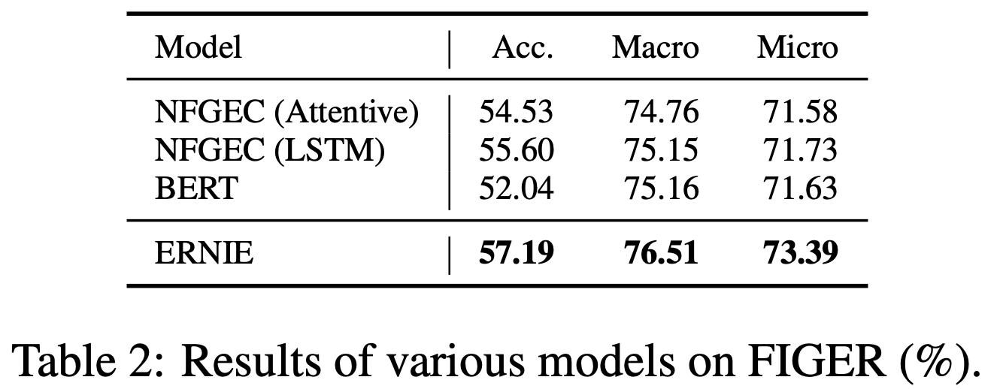 Model Acc. Macro Micro
NFGEC (Attentive) 54.53 74.76 71.58
NFGEC (LSTM) 55.60 75.15 71.73
BERT 52.04 75.16 71.63
ERNIE 57.19 76.51 73.39
Table 2: Results of various models on FIGER (%).